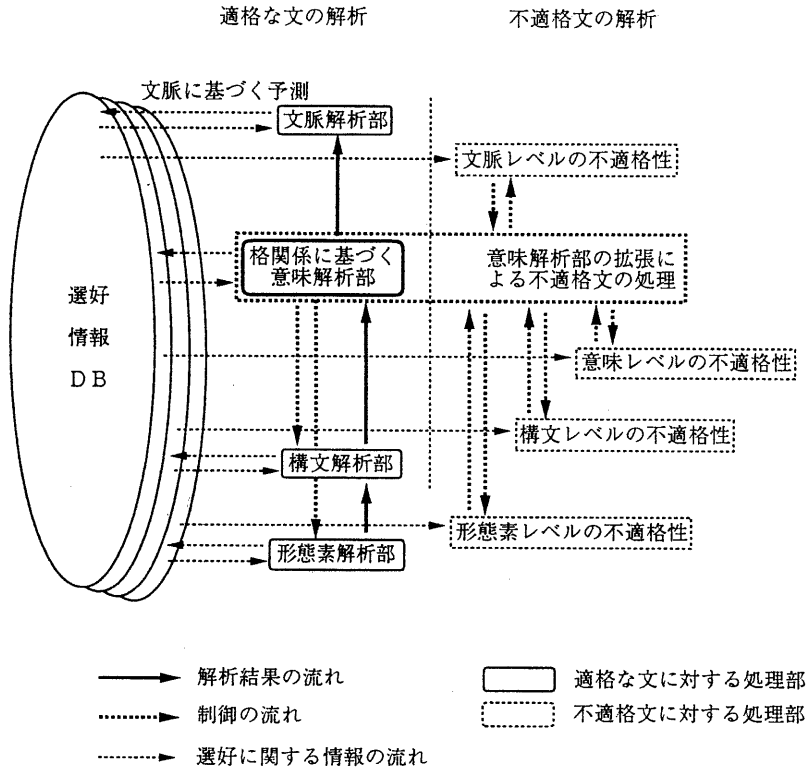 適格な文の解析
不適格文の解析
文脈に基づく予測
文脈解析部
文脈レベルの不適格性
格関係に基づく
意味解析部
意味解析部の拡張に
よる不適格文の処理
選好
情報
DB
意味レベルの不適格性
構文レベルの不適格性
構文解析部
形態素レベルの不適格性
形態素解析部
解析結果の流れ
制御の流れ
選好に関する情報の流れ
適格な文に対する処理部
不適格文に対する処理部